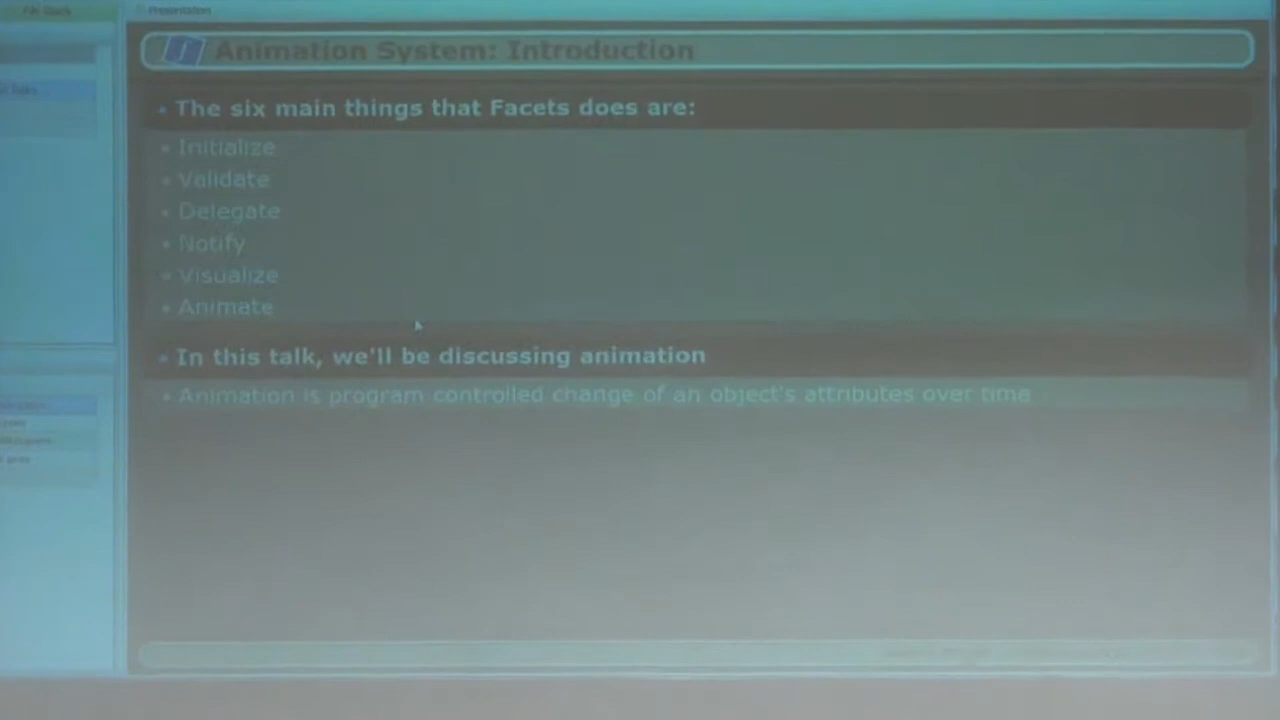 Presentation
Animation System: Introduction
• The six main things that Facets does are:
• Initialize
• Validate
• Delegate
• Notify
• Visualize
• Animate
• In this talk, we'll be discussing animation
• Animation is program controlled change of an object's attributes over time